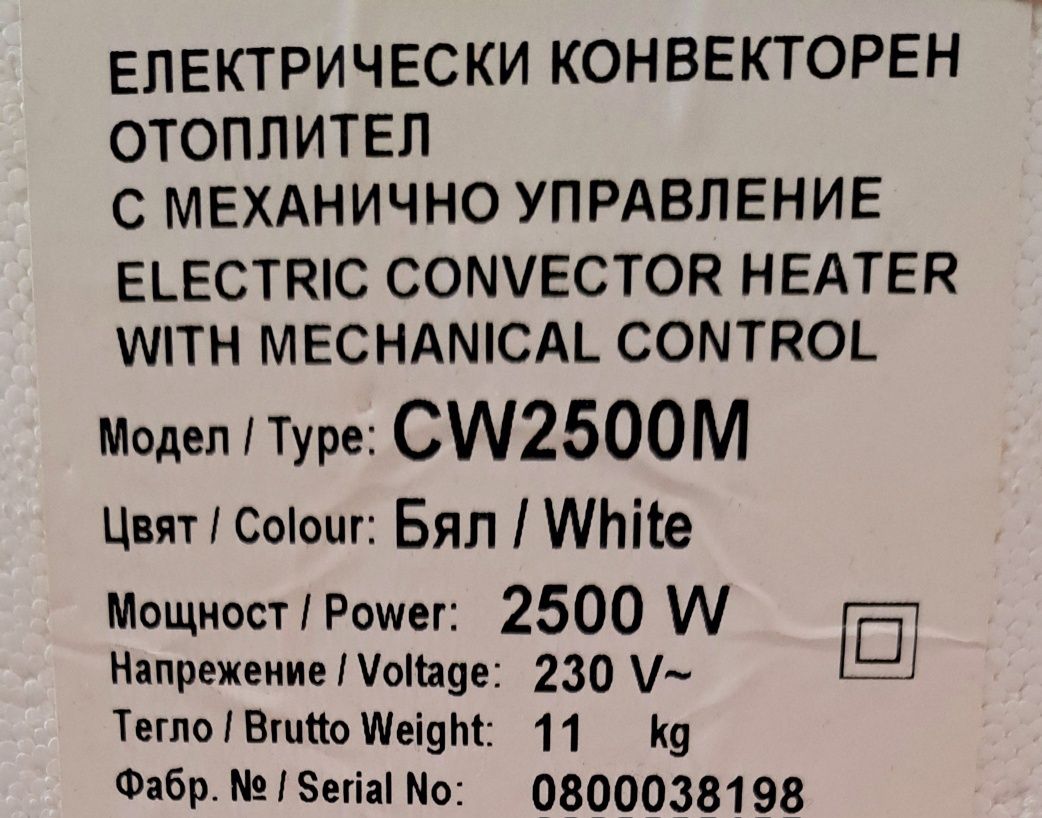 ЕЛЕКТРИЧЕСКИ КОНВЕКТОРЕН
ОТОПЛИТЕЛ
С МЕХАНИЧНО УПРАВЛЕНИЕ
ELECTRIC CONVECTOR HEATER
WITH MECHANICAL CONTROL
Модел / Type: CW2500M
Цвят / Colour: Бял / White
Мощност / Power: 2500 W
Напрежение / Voltage: 230 V~
Тегло / Brutto Weight: 11 kg
Фабр. № / Serial No: 0800038198